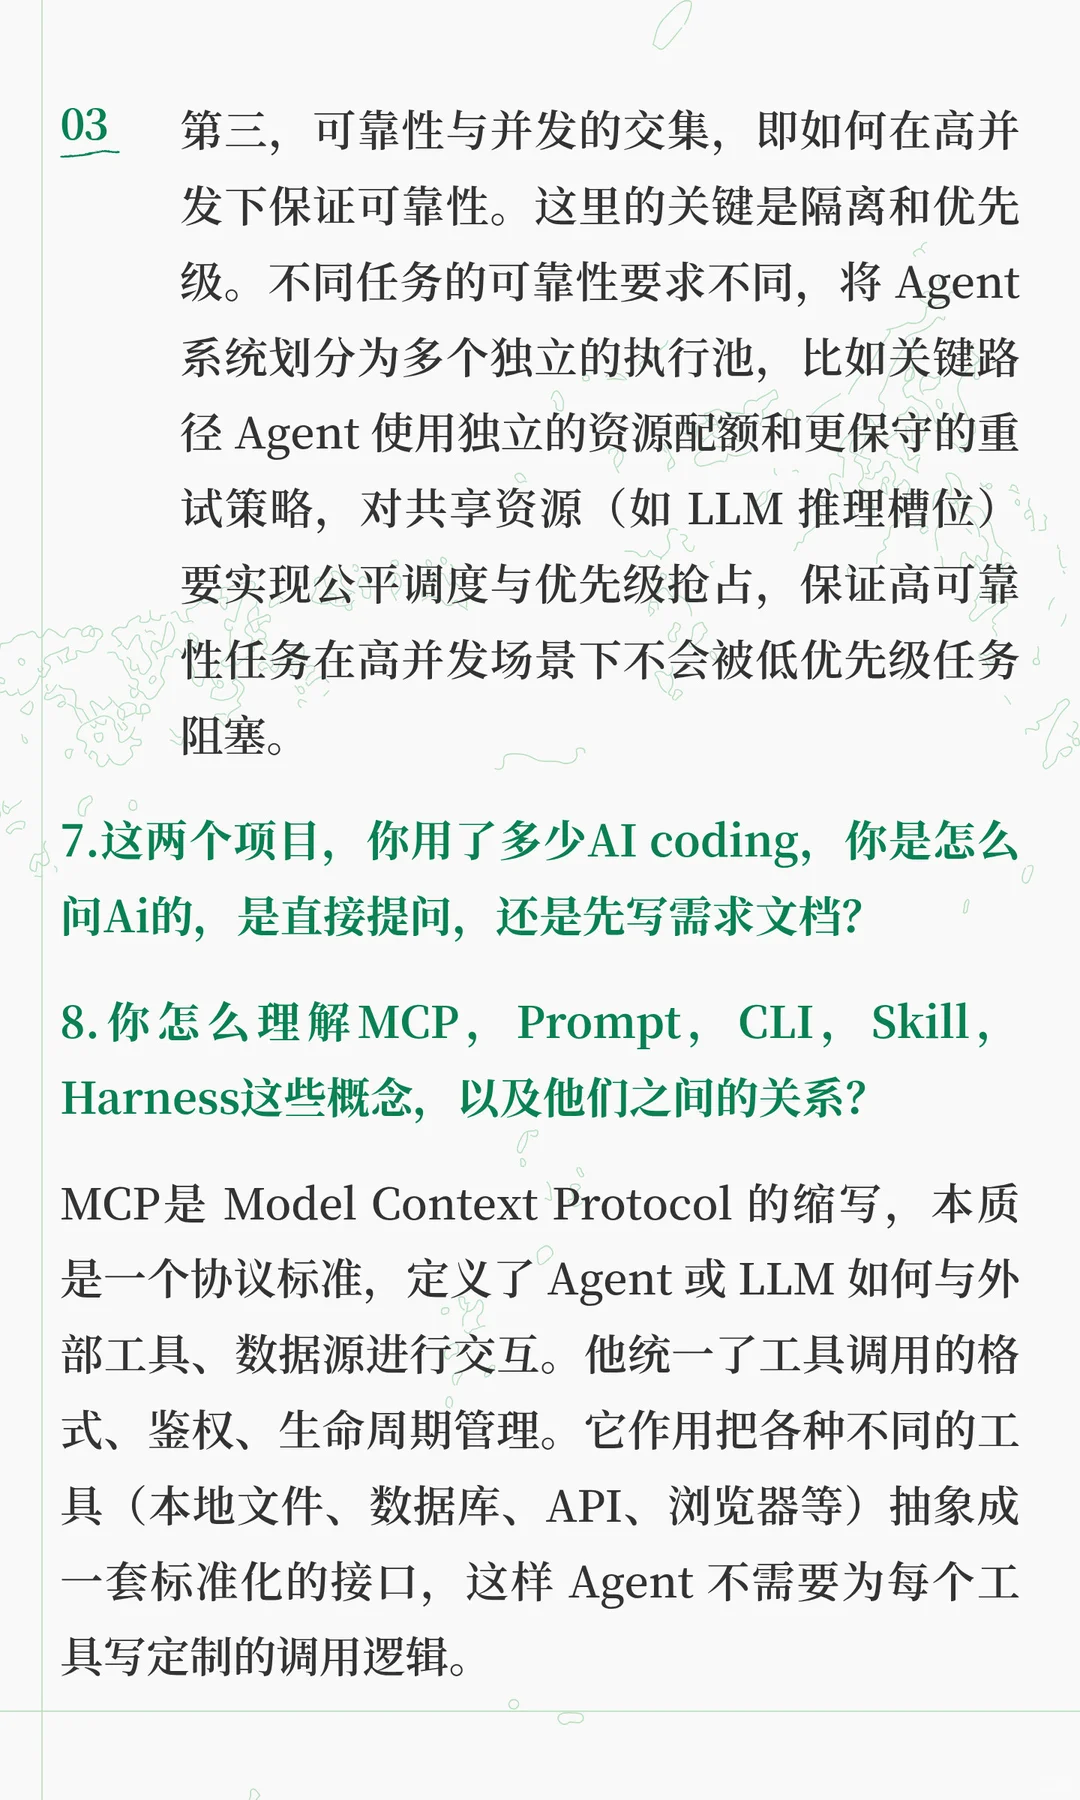 03
第三，可靠性与并发的交集，即如何在高并
发下保证可靠性。这里的关键是隔离和优先
级。不同任务的可靠性要求不同，将 Agent
系统划分为多个独立的执行池，比如关键路
径 Agent 使用独立的资源配额和更保守的重
试策略，对共享资源（如 LLM 推理槽位）
要实现公平调度与优先级抢占，保证高可靠
性任务在高并发场景下不会被低优先级任务
阻塞。
7.这两个项目，你用了多少AI coding，你是怎么
问Ai的，是直接提问，还是先写需求文档？
8.你怎么理解MCP，Prompt，CLI，Skill，
Harness这些概念，以及他们之间的关系？
MCP是 Model Context Protocol 的缩写，本质
是一个协议标准，定义了 Agent 或 LLM 如何与外
部工具、数据源进行交互。他统一了工具调用的格
式、鉴权、生命周期管理。它作用把各种不同的工
具（本地文件、数据库、API、浏览器等）抽象成
一套标准化的接口，这样 Agent 不需要为每个工
具写定制的调用逻辑。